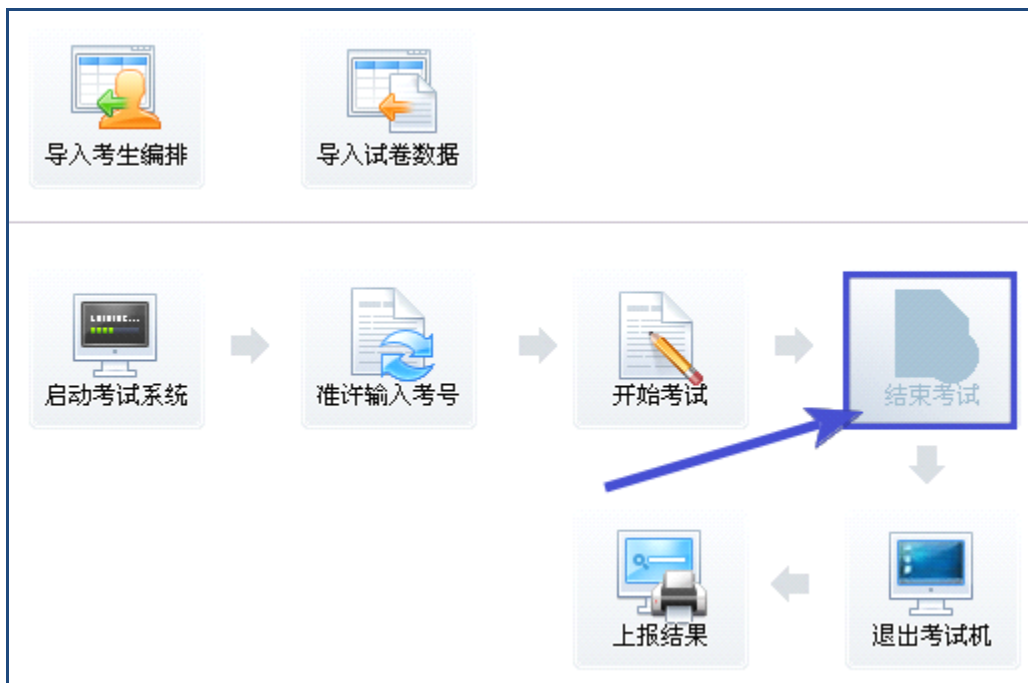 导入考生编排
导入试卷数据
启动考试系统
准许输入考号
开始考试
结束考试
上报结果
退出考试机